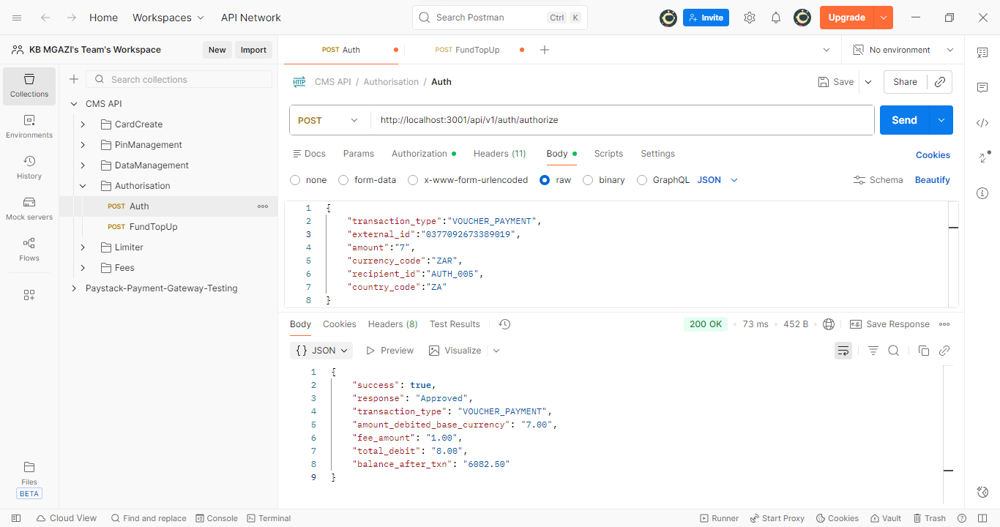 Home Workspaces API Network Search Postman Ctrl K Invite Upgrade
KB MGAZI's Team's Workspace New Import POST Auth POST FundTopUp No environment
Collections
Environments
History
Mock servers
Flows
Files
BETA
Search collections
CMS API
CardCreate
PinManagement
DataManagement
Authorisation
POST Auth
POST FundTopUp
Limiter
Fees
Paystack-Payment-Gateway-Testing
HTTP CMS API / Authorisation / Auth Save Share
POST http://localhost:3001/api/v1/auth/authorize Send
Docs Params Authorization Headers (11) Body Scripts Settings Cookies
none form-data x-www-form-urlencoded raw binary GraphQL JSON Schema Beautify
1 {
2 "transaction_type":"VOUCHER_PAYMENT",
3 "external_id":"0377092673389019",
4 "amount":"7",
5 "currency_code":"ZAR",
6 "recipient_id":"AUTH_005",
7 "country_code":"ZA"
8 }
Body Cookies Headers (8) Test Results 200 OK 73 ms 452 B e.g. Save Response
{} JSON Preview Visualize
1 {
2 "success": true,
3 "response": "Approved",
4 "transaction_type": "VOUCHER_PAYMENT",
5 "amount_debited_base_currency": "7.00",
6 "fee_amount": "1.00",
7 "total_debit": "8.00",
8 "balance_after_txn": "6082.50"
9 }
Cloud View Find and replace Console Terminal Runner Start Proxy Cookies Vault Trash